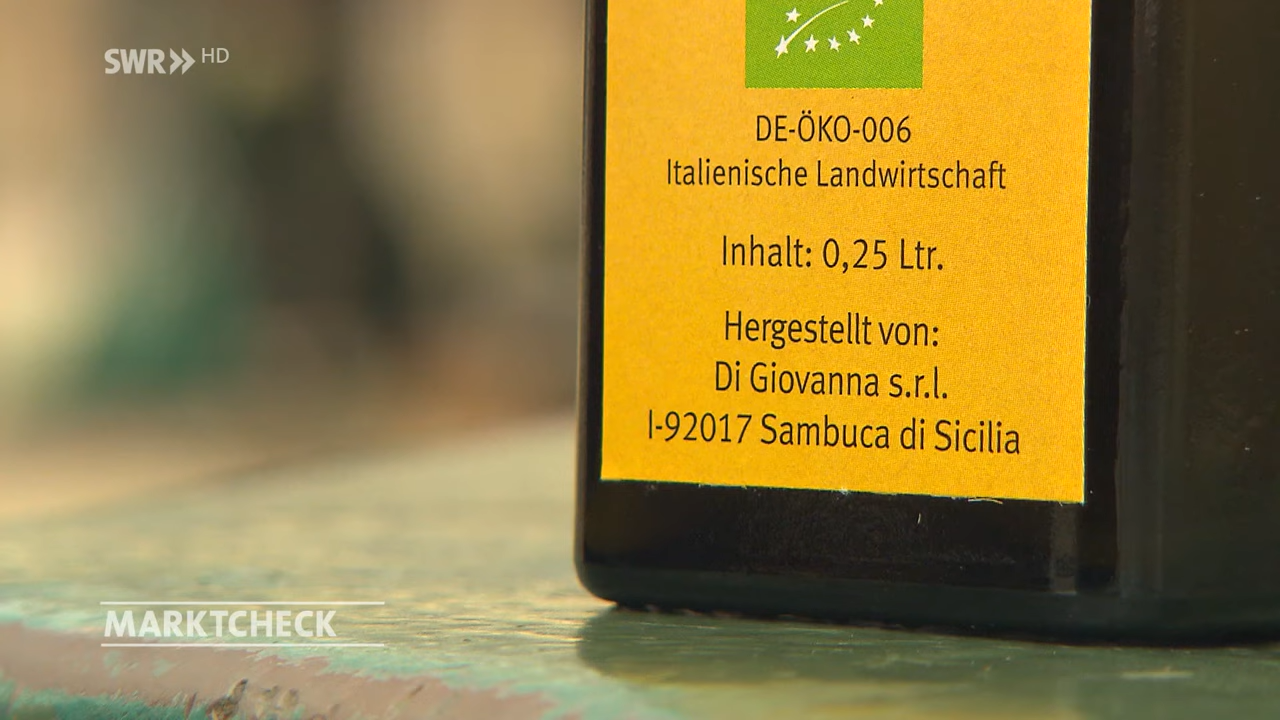 SWR HD
DE-ÖKO-006
Italienische Landwirtschaft
Inhalt: 0,25 Ltr.
Hergestellt von:
Di Giovanna s.r.l.
I-92017 Sambuca di Sicilia
MARKTCHECK